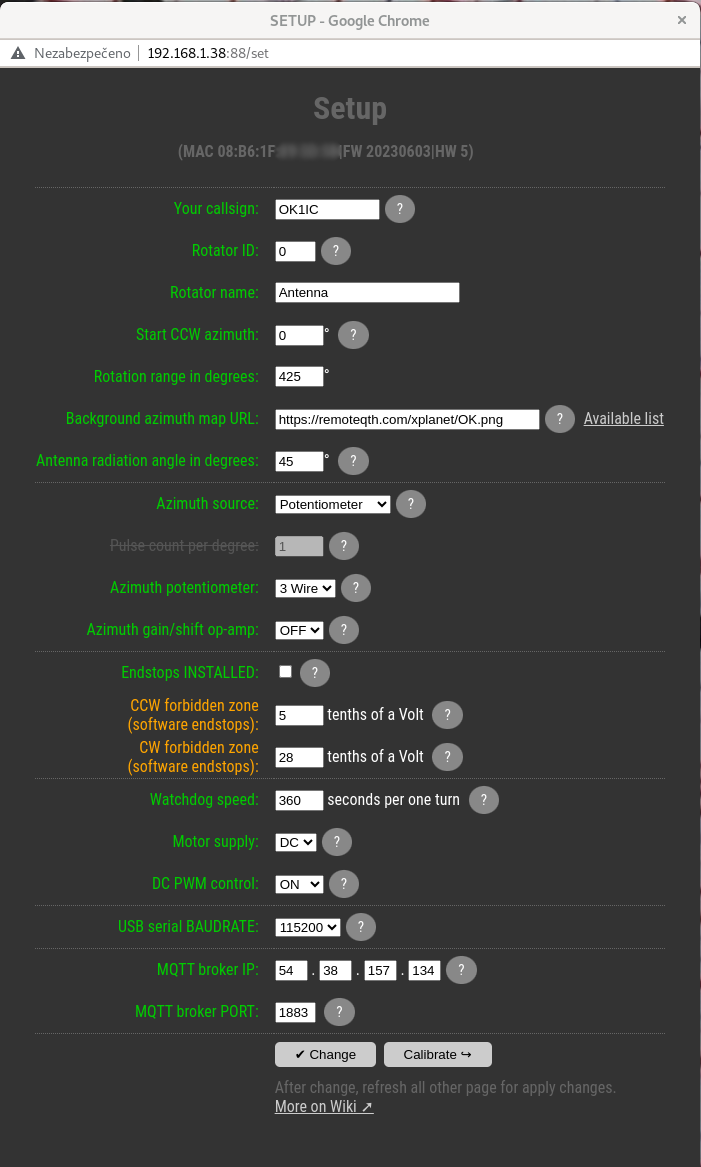 SETUP - Google Chrome
×
Nezabezpečeno | 192.168.1.38:88/set
Setup
(MAC 08:B6:1F |FW 20230603|HW 5)
Your callsign: OK1IC ?
Rotator ID: 0 ?
Rotator name: Antenna
Start CCW azimuth: 0 ° ?
Rotation range in degrees: 425 °
Background azimuth map URL: https://remoteqth.com/xplanet/OK.png ? Available list
Antenna radiation angle in degrees: 45 ° ?
Azimuth source: Potentiometer ?
Pulse count per degree: 1 ?
Azimuth potentiometer: 3 Wire ?
Azimuth gain/shift op-amp: OFF ?
Endstops INSTALLED: ?
CCW forbidden zone
(software endstops): 5 tenths of a Volt ?
CW forbidden zone
(software endstops): 28 tenths of a Volt ?
Watchdog speed: 360 seconds per one turn ?
Motor supply: DC ?
DC PWM control: ON ?
USB serial BAUDRATE: 115200 ?
MQTT broker IP: 54 . 38 . 157 . 134 ?
MQTT broker PORT: 1883 ?
✔ Change Calibrate ↪
After change, refresh all other page for apply changes.
More on Wiki ➚